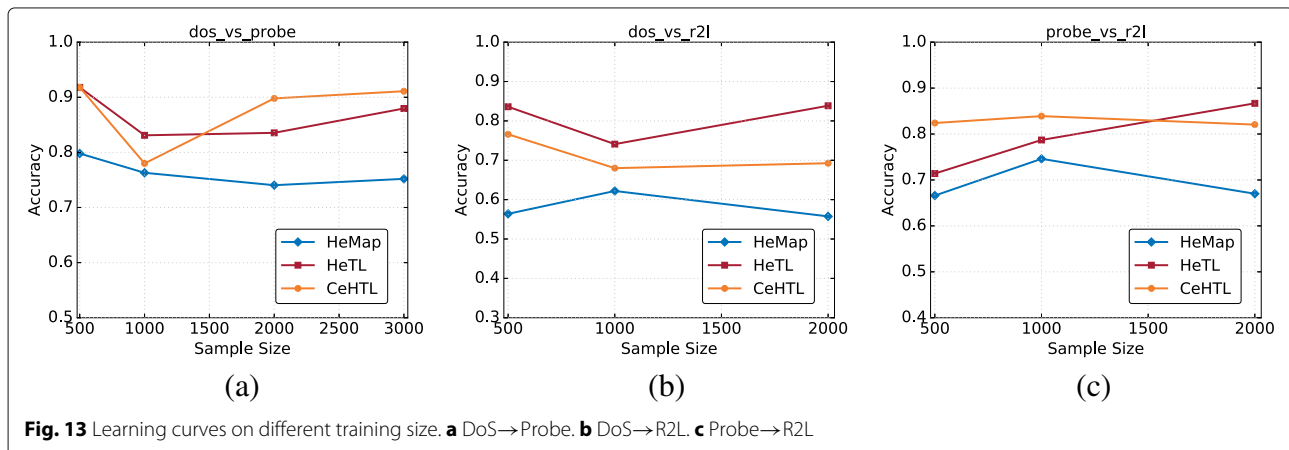 dos_vs_probe
1.0
0.9
0.8
0.7
0.6
0.5
Accuracy
HeMap
HeTL
CeHTL
500 1000 1500 2000 2500 3000
Sample Size
(a)
dos_vs_r2l
1.0
0.9
0.8
0.7
0.6
0.5
0.4
0.3
Accuracy
HeMap
HeTL
CeHTL
500 1000 1500 2000
Sample Size
(b)
probe_vs_r2l
1.0
0.9
0.8
0.7
0.6
0.5
0.4
Accuracy
HeMap
HeTL
CeHTL
500 1000 1500 2000
Sample Size
(c)
Fig. 13 Learning curves on different training size. a DoS→Probe. b DoS→R2L. c Probe→R2L